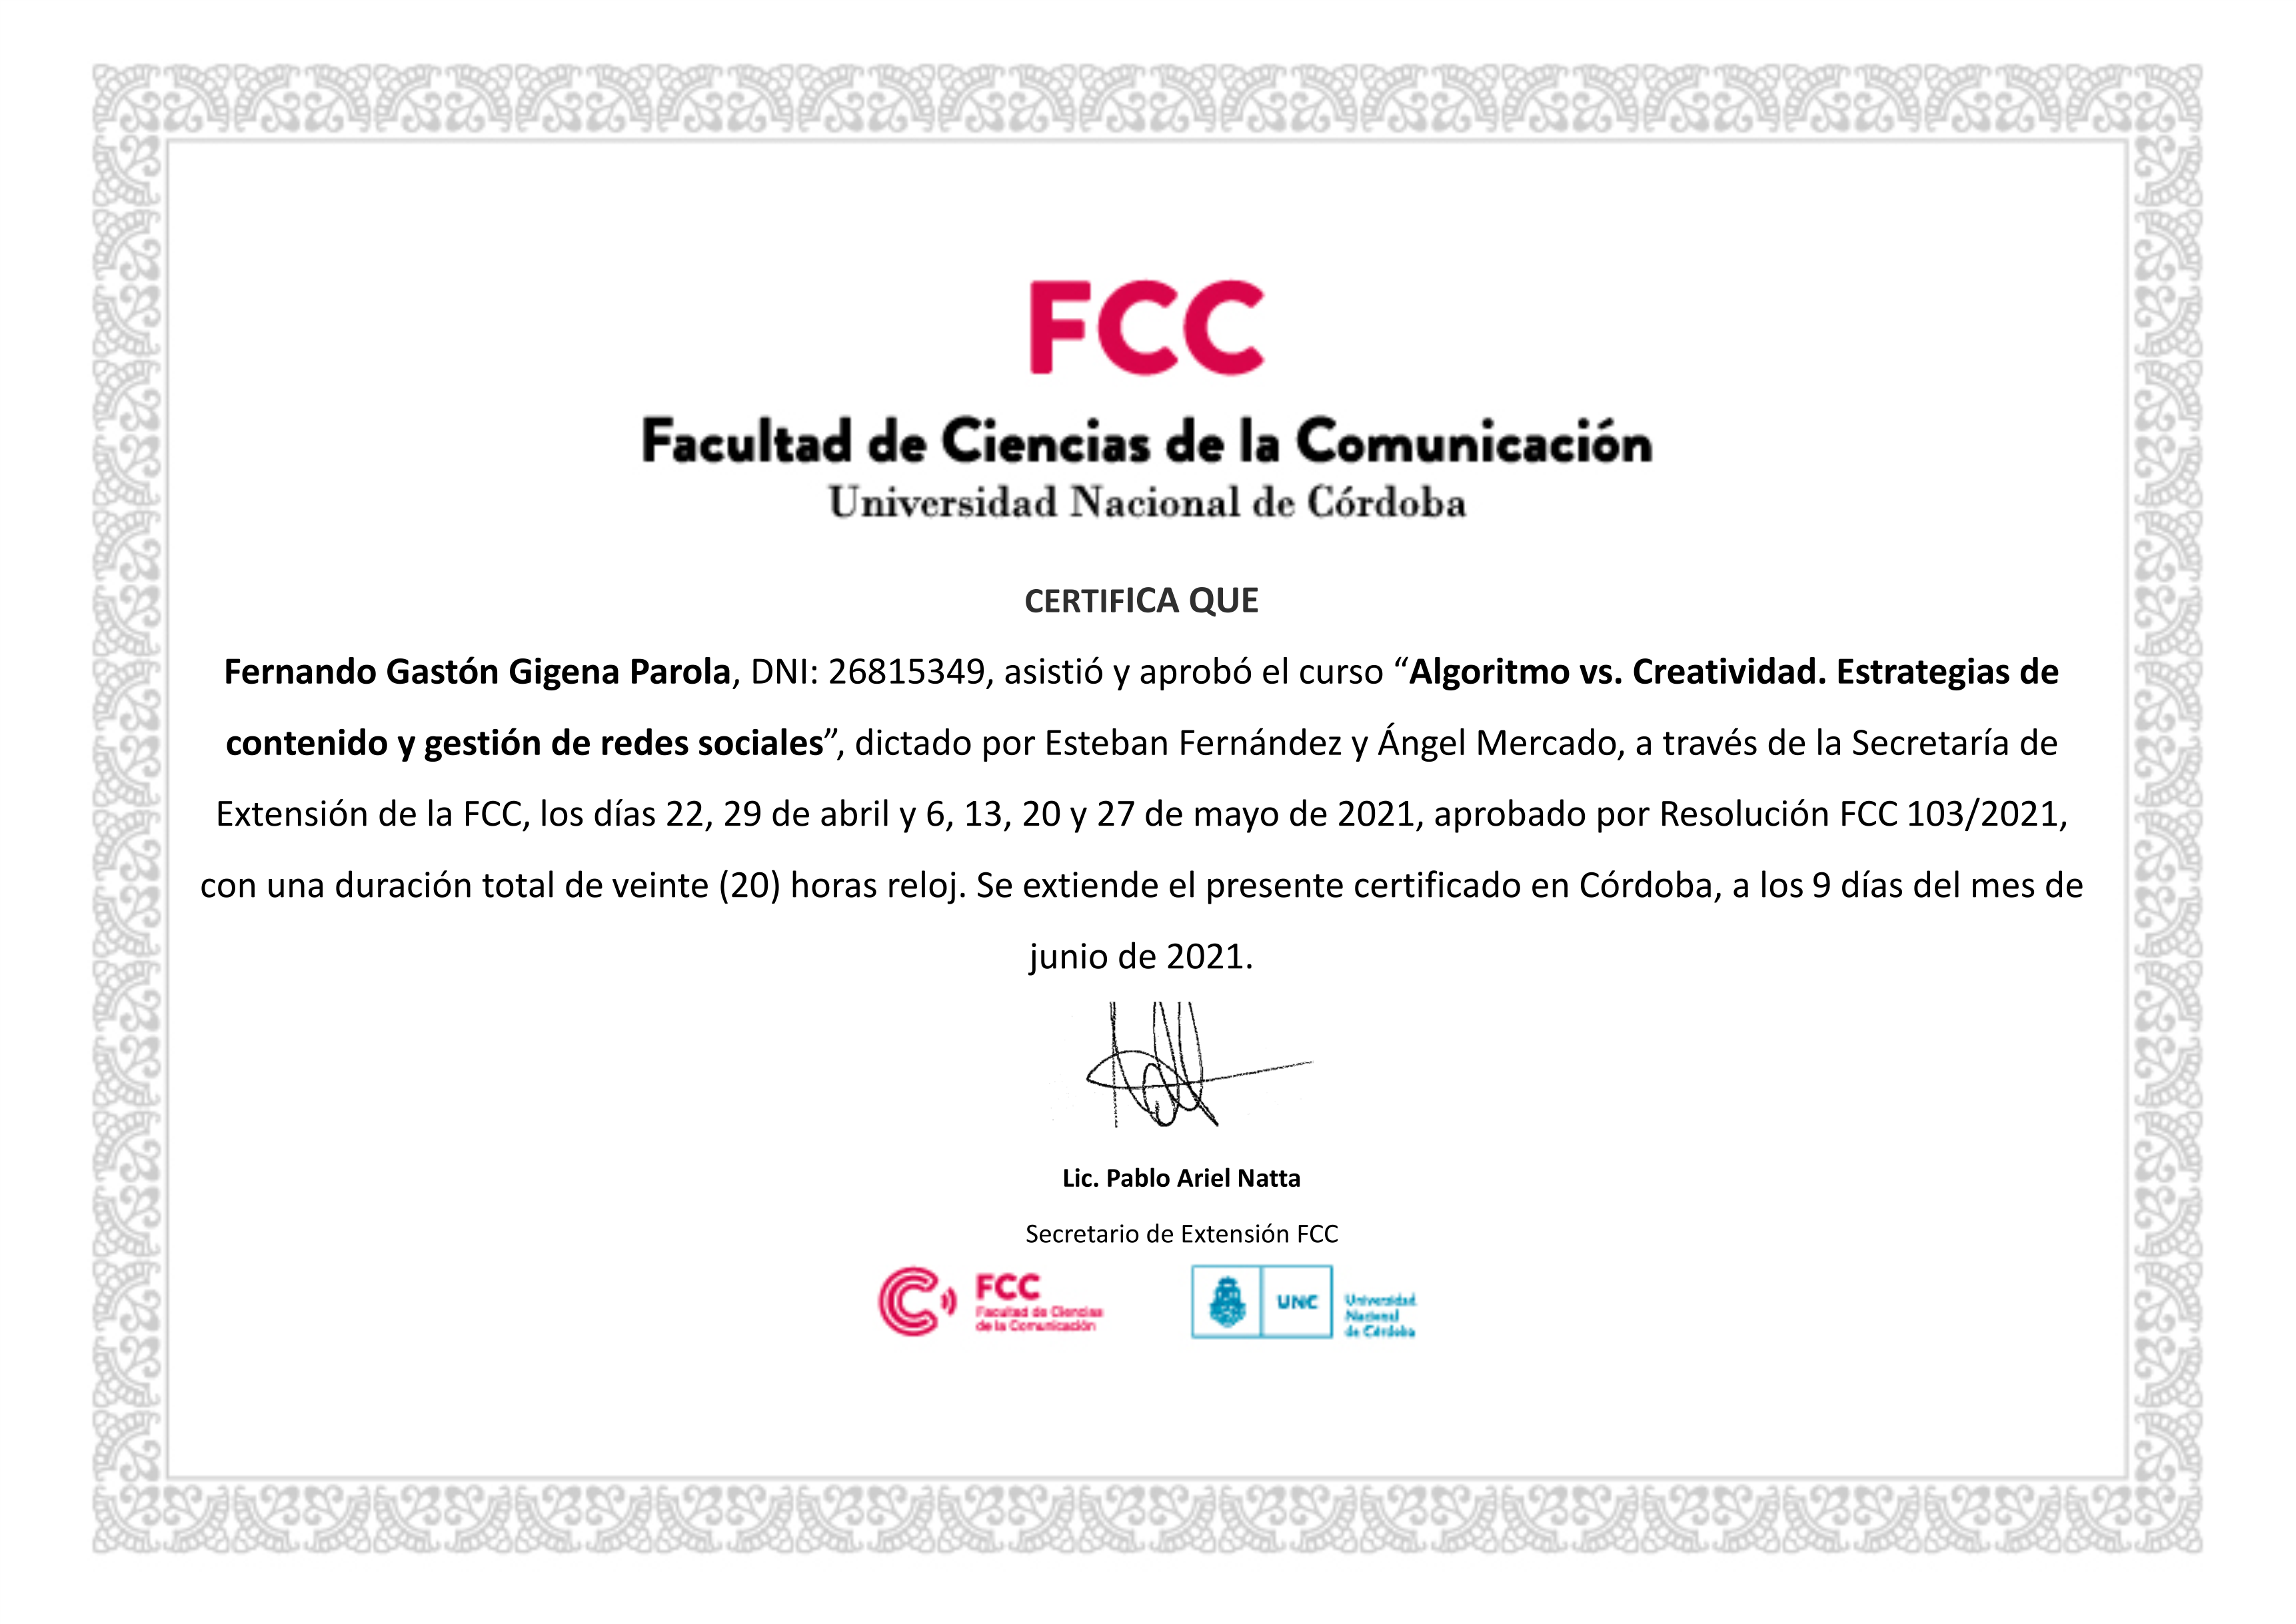 FCC
Facultad de Ciencias de la Comunicación
Universidad Nacional de Córdoba
CERTIFICA QUE
Fernando Gastón Gigena Parola, DNI: 26815349, asistió y aprobó el curso “Algoritmo vs. Creatividad. Estrategias de
contenido y gestión de redes sociales”, dictado por Esteban Fernández y Ángel Mercado, a través de la Secretaría de
Extensión de la FCC, los días 22, 29 de abril y 6, 13, 20 y 27 de mayo de 2021, aprobado por Resolución FCC 103/2021,
con una duración total de veinte (20) horas reloj. Se extiende el presente certificado en Córdoba, a los 9 días del mes de
junio de 2021.
Lic. Pablo Ariel Natta
Secretario de Extensión FCC
FCC
Facultad de Ciencias
de la Comunicación
UNC
Universidad
Nacional
de Córdoba